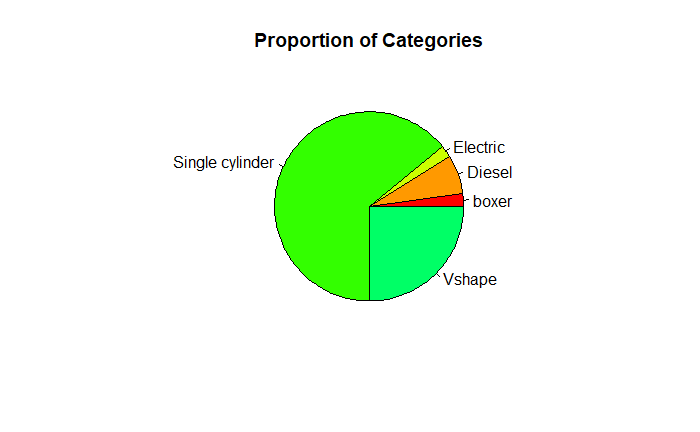 Proportion of Categories
Electric
Single cylinder
Diesel
boxer
Vshape